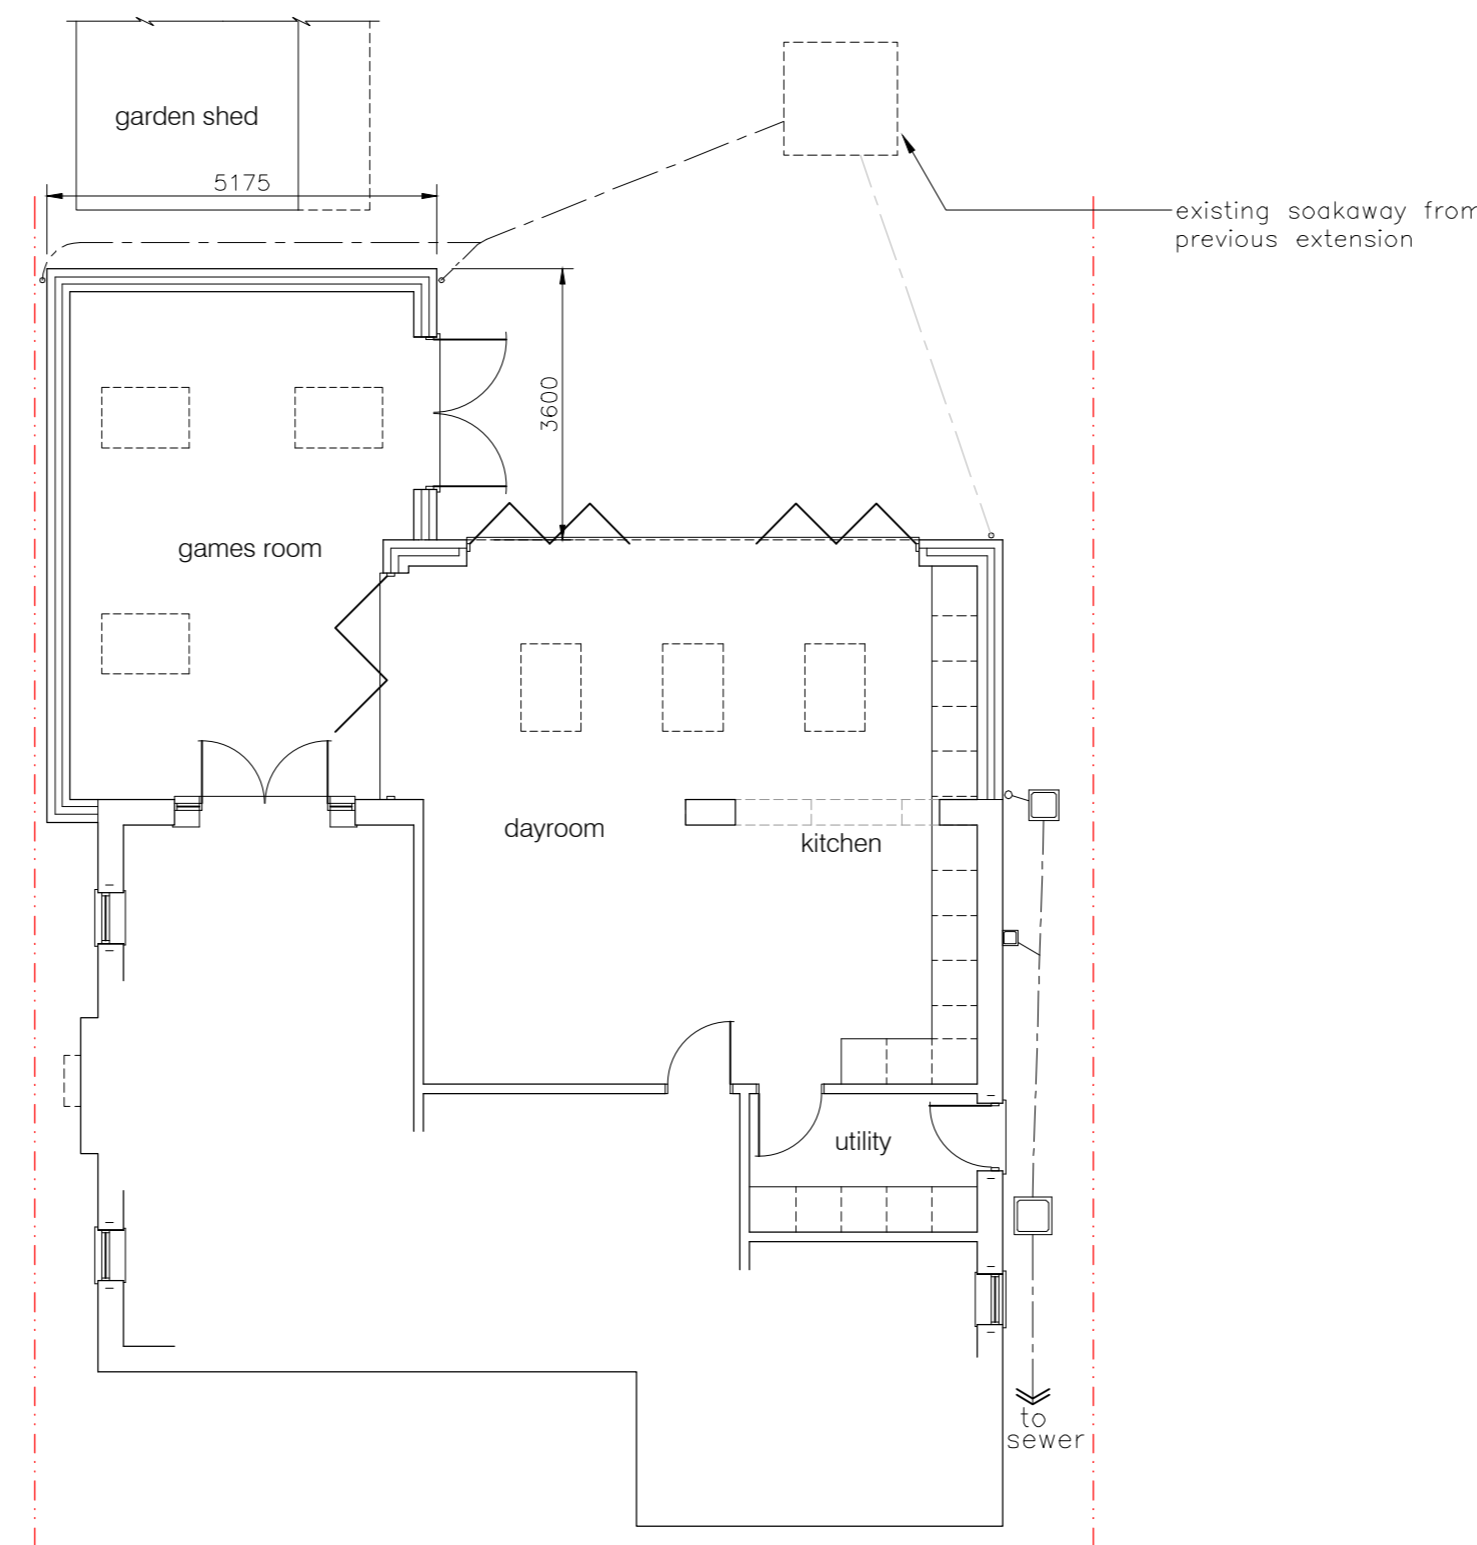 garden shed
5175
existing soakaway from
previous extension
3600
games room
dayroom
kitchen
utility
to
sewer